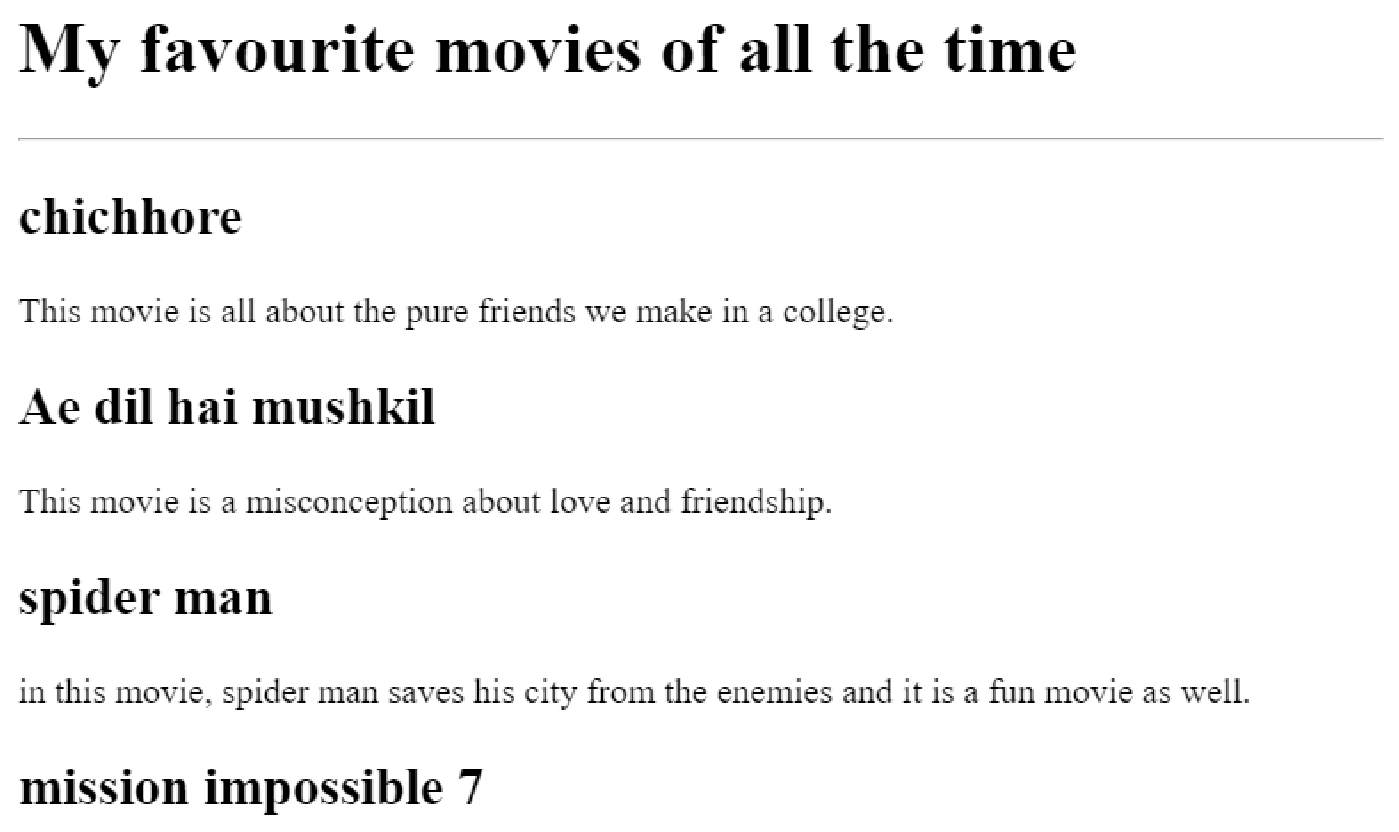 My favourite movies of all the time
chichhore
This movie is all about the pure friends we make in a college.
Ae dil hai mushkil
This movie is a misconception about love and friendship.
spider man
in this movie, spider man saves his city from the enemies and it is a fun movie as well.
mission impossible 7